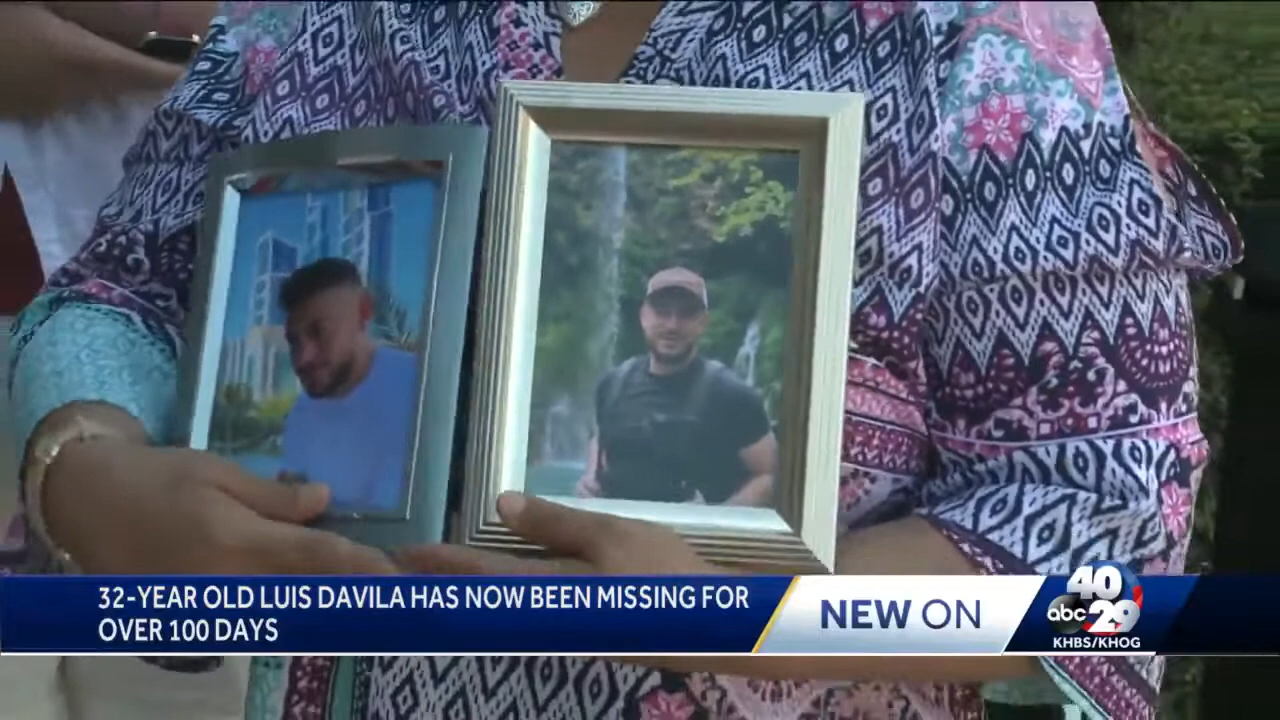 32-YEAR OLD LUIS DAVILA HAS NOW BEEN MISSING FOR
OVER 100 DAYS
NEW ON
40
abc 29
KHBS/KHOG